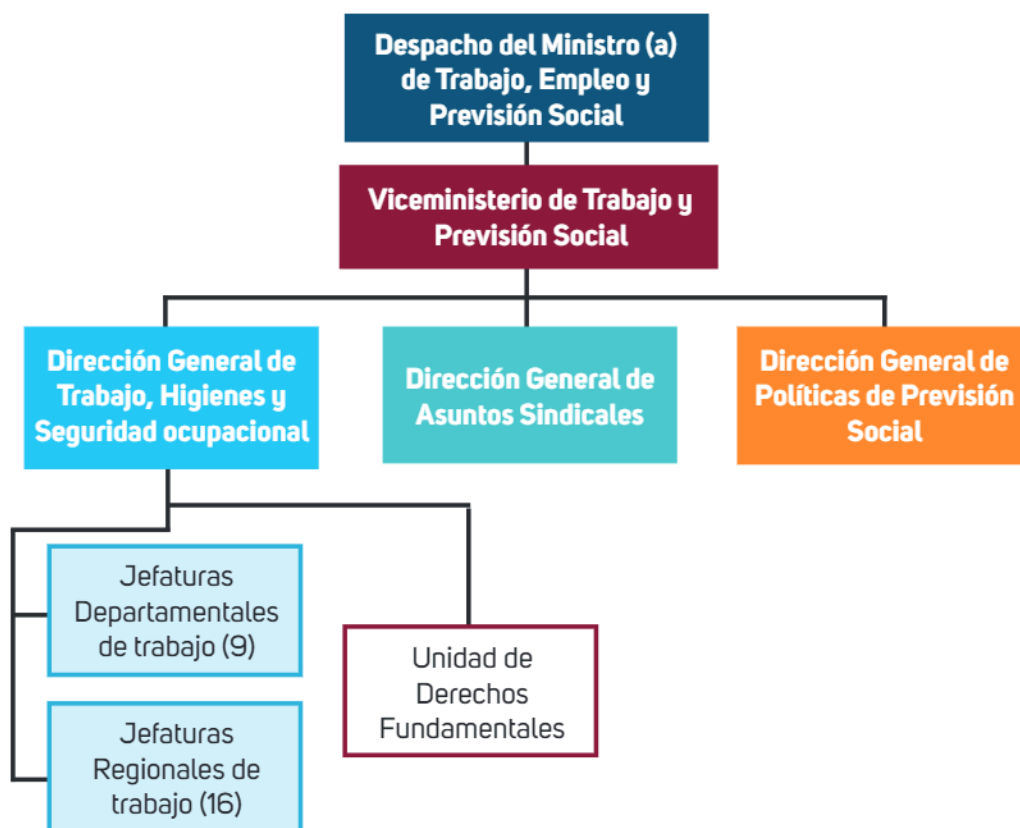 Despacho del Ministro (a)
de Trabajo, Empleo y
Previsión Social
Viceministerio de Trabajo y
Previsión Social
Dirección General de
Trabajo, Higienes y
Seguridad ocupacional
Dirección General de
Asuntos Sindicales
Dirección General de
Políticas de Previsión
Social
Jefaturas
Departamentales
de trabajo (9)
Unidad de
Derechos
Fundamentales
Jefaturas
Regionales de
trabajo (16)